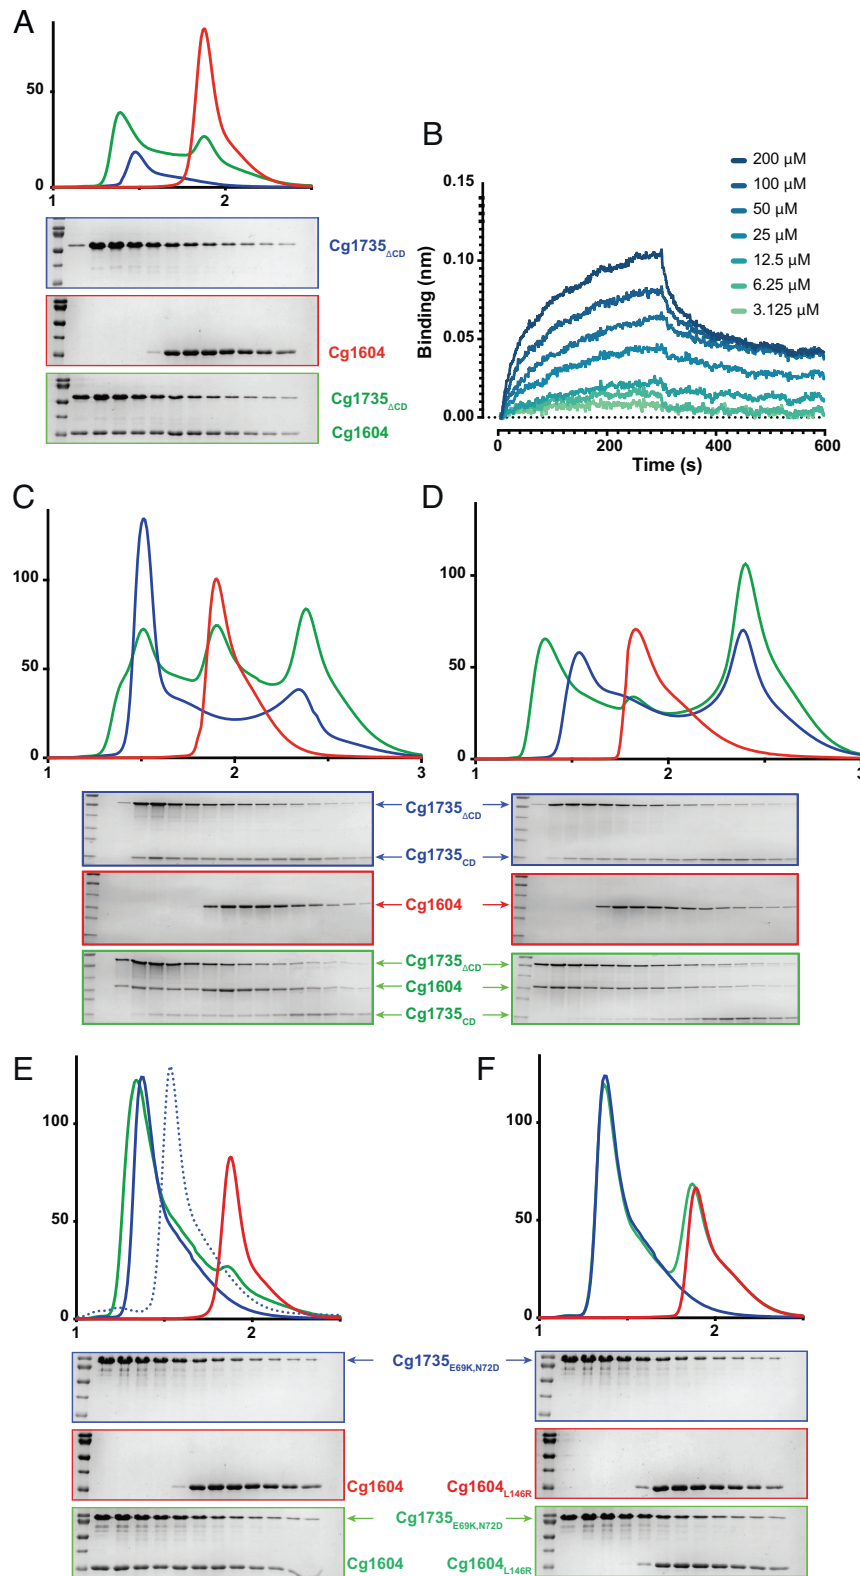 A
50
0
1
2
Cg1735ΔCD
Cg1604
Cg1735ΔCD
Cg1604
B
200 µM
100 µM
50 µM
25 µM
12.5 µM
6.25 µM
3.125 µM
0.15
0.10
0.05
0.00
Binding (nm)
0
200
400
600
Time (s)
C
100
50
0
1
2
3
D
100
50
0
1
2
3
Cg1735ΔCD
Cg1735CD
Cg1604
Cg1735ΔCD
Cg1604
Cg1735CD
E
100
50
0
1
2
F
100
50
0
1
2
Cg1735E69K,N72D
Cg1604
Cg1604L146R
Cg1735E69K,N72D
Cg1604
Cg1604L146R